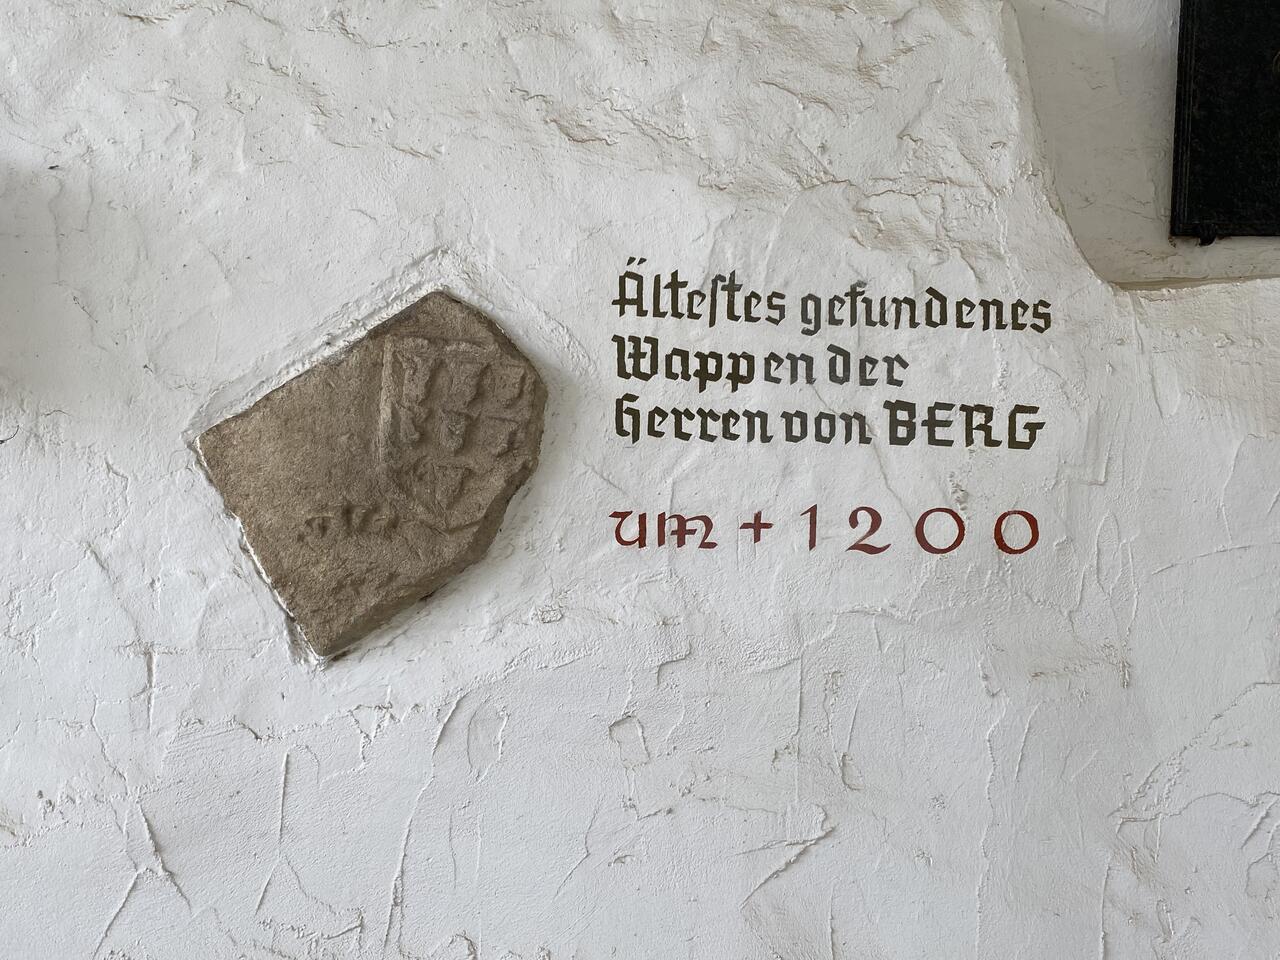 Älteſtes gefundenes
Wappen der
Herren von BERG
um + 1200